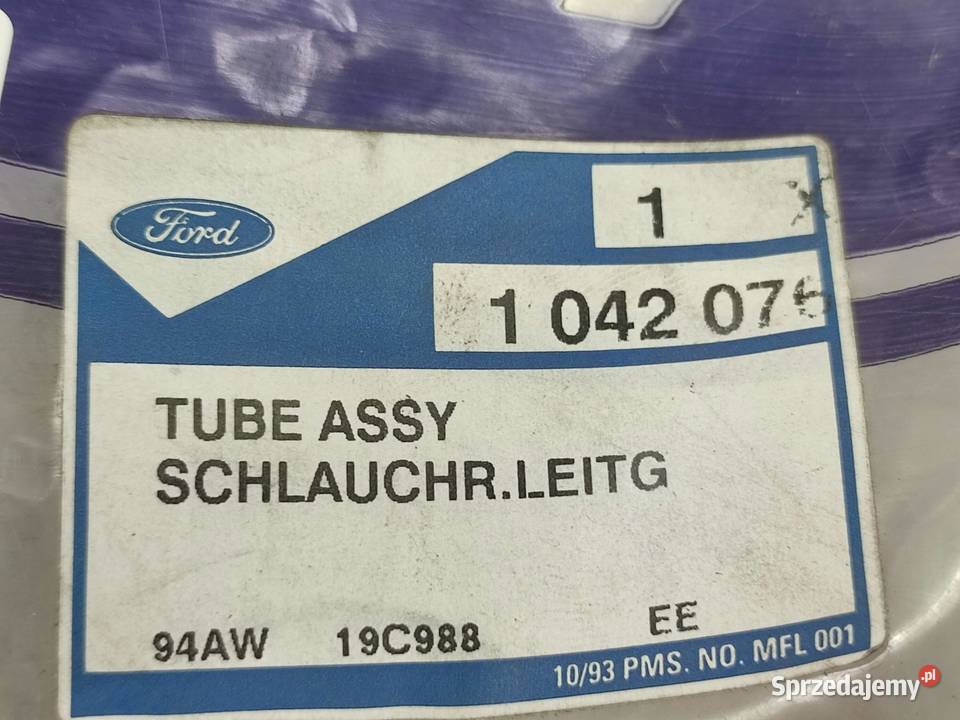 Ford
1 X
1 042 076
TUBE ASSY
SCHLAUCHR.LEITG
94AW 19C988 EE
10/93 PMS. NO. MFL 001
Sprzedajemy.pl